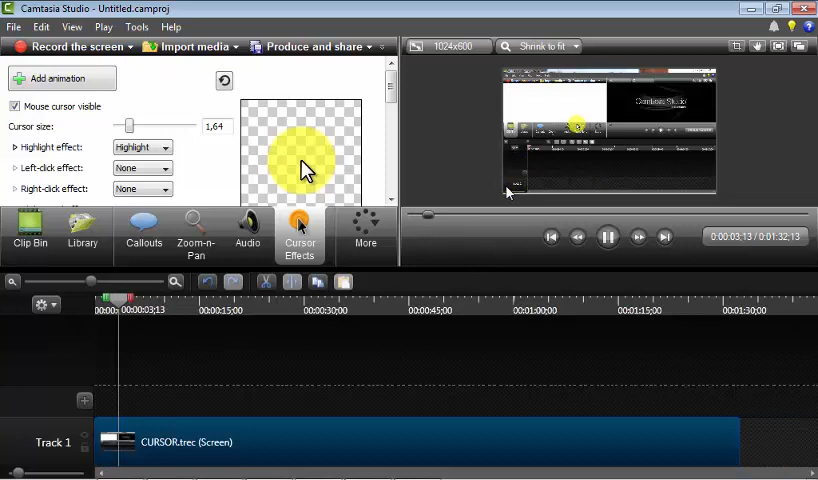 Camtasia Studio - Untitled.camproj
File Edit View Play Tools Help
Record the screen Import media Produce and share
1024x600 Shrink to fit
Add animation
Mouse cursor visible
Cursor size: 1,64
Highlight effect: Highlight
Left-click effect: None
Right-click effect: None
Camtasia Studio
Clip Bin Library Callouts Zoom-n-Pan Audio Cursor Effects More
0:00:03;13 / 0:01:32;13
00:00:03;13 00:00:15;00 00:00:30;00 00:00:45;00 00:01:00;00 00:01:15;00 00:01:30;00
Track 1 CURSOR.trec (Screen)